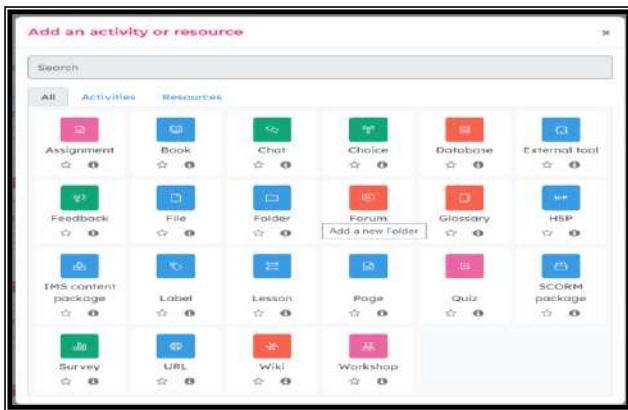 Add an activity or resource
Search
All Activities Resources
Assignment Book Chat Choice Database External tool
Feedback File Folder Forum Glossary H5P
Add a new Folder
IMS content
package Label Lesson Page Quiz SCORM
package
Survey URL Wiki Workshop